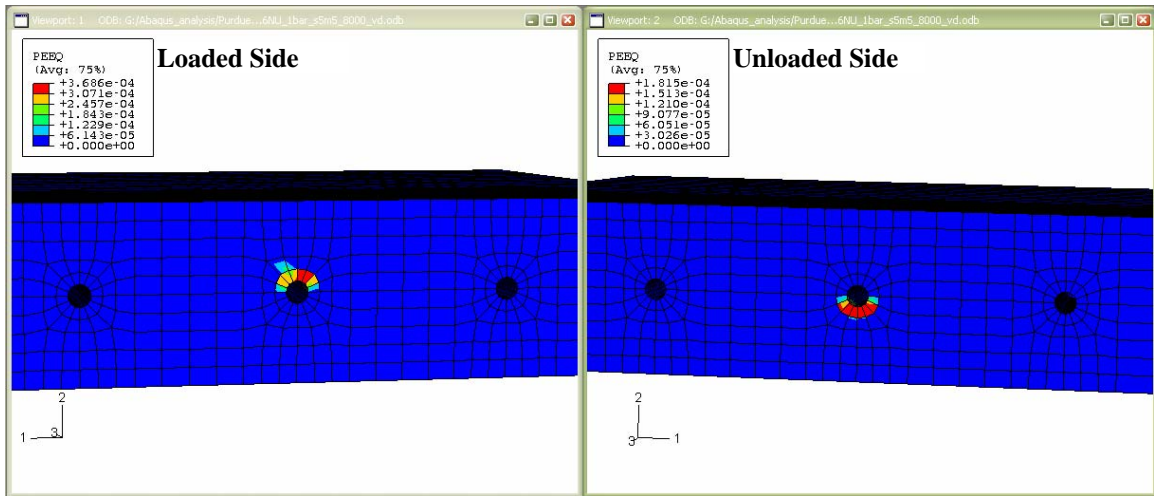 Viewport: 1 ODB: G:/Abaqus_analysis/Purdue...6NU_1bar_s5m5_8000_vd.odb
PEEQ
(Avg: 75%)
+3.686e-04
+3.071e-04
+2.457e-04
+1.843e-04
+1.229e-04
+6.143e-05
+0.000e+00
Loaded Side
2
1
3
Viewport: 2 ODB: G:/Abaqus_analysis/Purdue...6NU_1bar_s5m5_8000_vd.odb
PEEQ
(Avg: 75%)
+1.815e-04
+1.513e-04
+1.210e-04
+9.077e-05
+6.051e-05
+3.026e-05
+0.000e+00
Unloaded Side
2
3
1